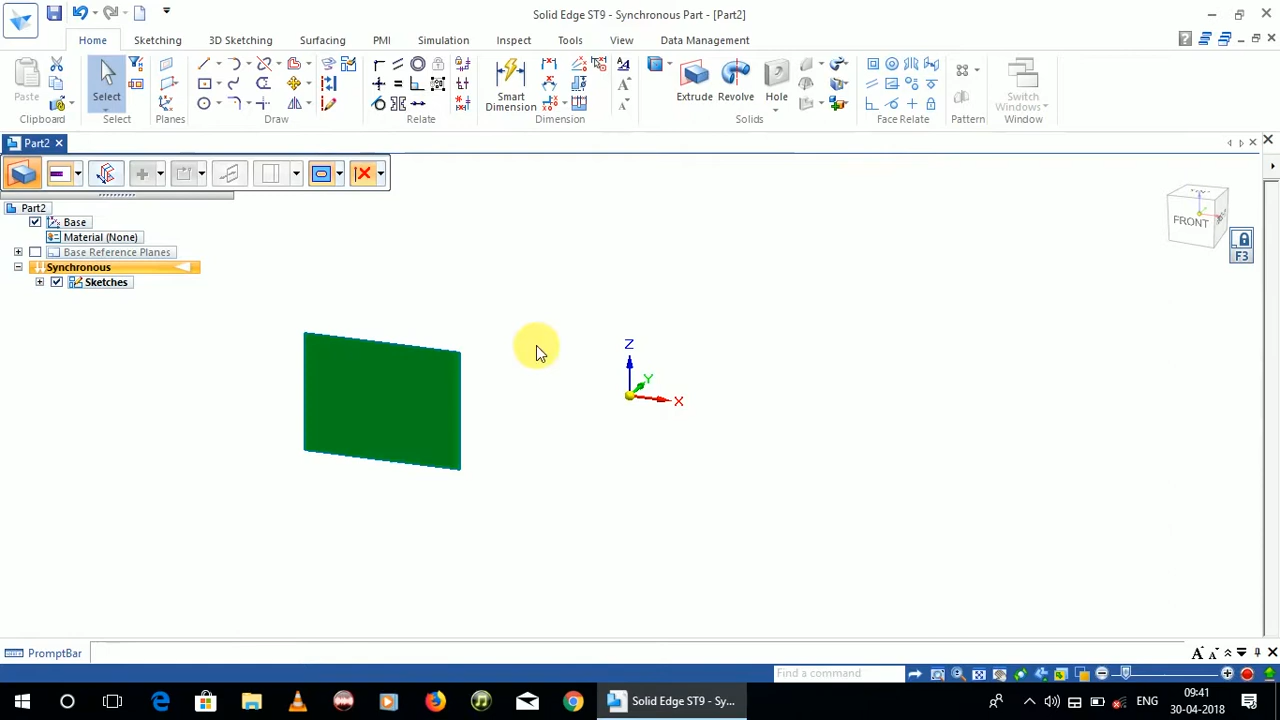 Solid Edge ST9 - Synchronous Part - [Part2]
Home Sketching 3D Sketching Surfacing PMI Simulation Inspect Tools View Data Management
Paste Select Smart Dimension Extrude Revolve Hole Switch Windows
Clipboard Select Planes Draw Relate Dimension Solids Face Relate Pattern Window
Part2
Part2
Base
Material (None)
Base Reference Planes
Synchronous
Sketches
Z
Y
X
FRONT
F3
PromptBar
Find a command
Solid Edge ST9 - Sy...
ENG
09:41
30-04-2018